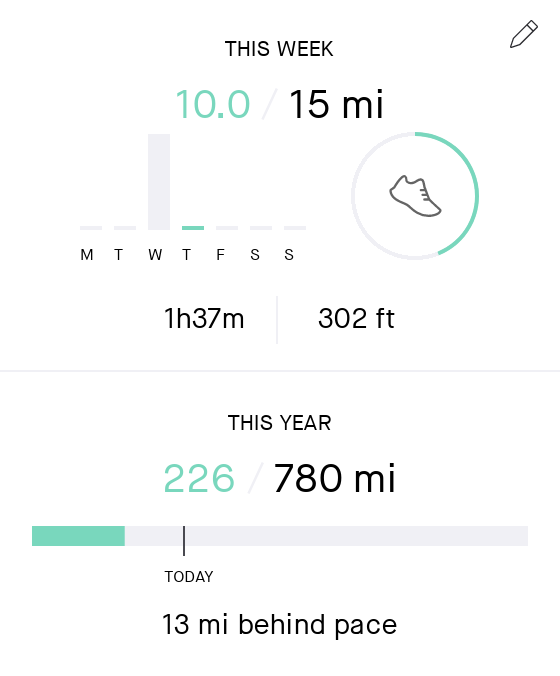 THIS WEEK
10.0 / 15 mi
M T W T F S S
1h37m 302 ft
THIS YEAR
226 / 780 mi
TODAY
13 mi behind pace